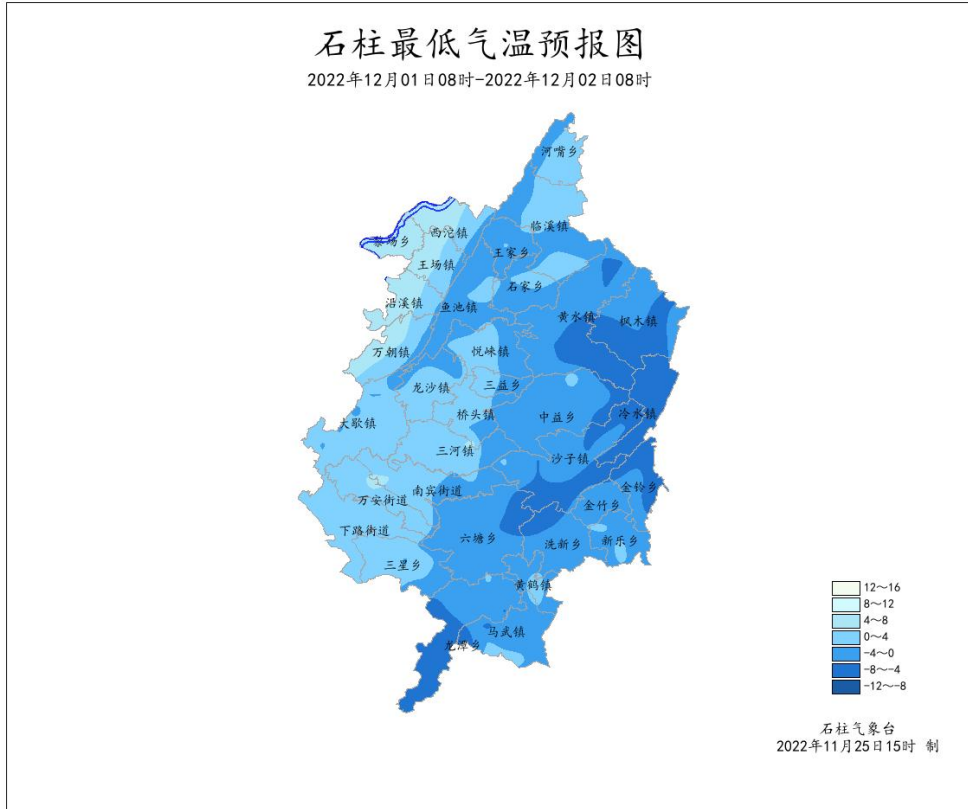 石柱最低气温预报图
2022年12月01日08时-2022年12月02日08时
河嘴乡
临溪镇
西沱镇
黎场乡
王家乡
王场镇
石家乡
沿溪镇
鱼池镇
黄水镇
枫木镇
万朝镇
悦崃镇
龙沙镇
三益乡
桥头镇
中益乡
冷水镇
大歇镇
三河镇
沙子镇
南宾街道
金铃乡
万安街道
金竹乡
下路街道
六塘乡
洗新乡
新乐乡
三星乡
黄鹤镇
马武镇
龙潭乡
12～16
8～12
4～8
0～4
-4～0
-8～-4
-12～-8
石柱气象台
2022年11月25日15时 制